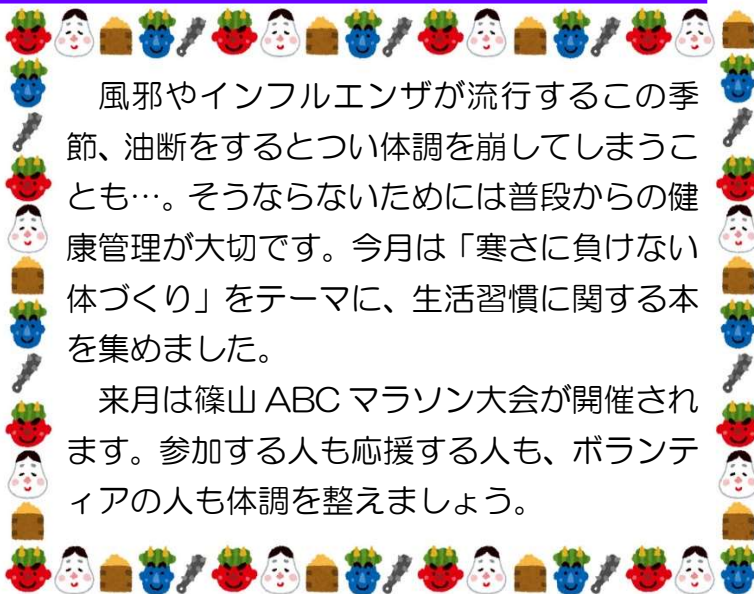 風邪やインフルエンザが流行するこの季
節、油断をするとつい体調を崩してしまうこ
とも…。そうならないためには普段からの健
康管理が大切です。今月は「寒さに負けない
体づくり」をテーマに、生活習慣に関する本
を集めました。
来月は篠山 ABC マラソン大会が開催され
ます。参加する人も応援する人も、ボランテ
ィアの人も体調を整えましょう。